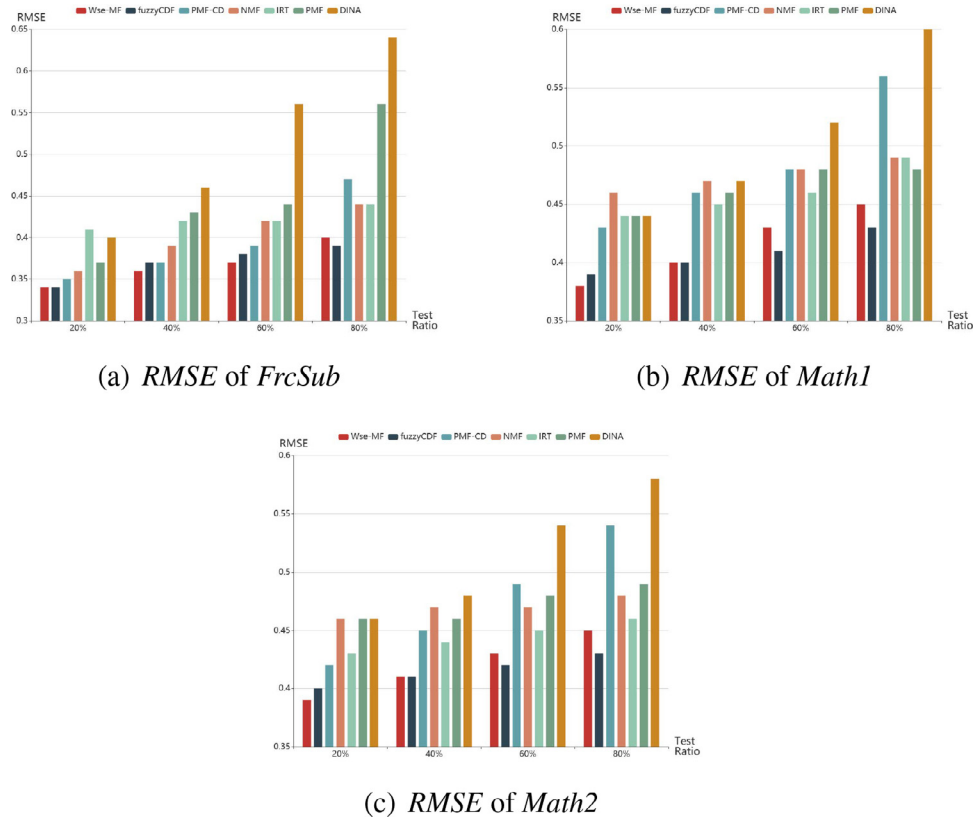 RMSE
Wse-MF fuzzyCDF PMF-CD NMF IRT PMF DINA
0.65
0.6
0.55
0.5
0.45
0.4
0.35
0.3
20% 40% 60% 80%
Test
Ratio
(a) RMSE of FrcSub
RMSE
Wse-MF fuzzyCDF PMF-CD NMF IRT PMF DINA
0.6
0.55
0.5
0.45
0.4
0.35
20% 40% 60% 80%
Test
Ratio
(b) RMSE of Math1
RMSE
Wse-MF fuzzyCDF PMF-CD NMF IRT PMF DINA
0.6
0.55
0.5
0.45
0.4
0.35
20% 40% 60% 80%
Test
Ratio
(c) RMSE of Math2